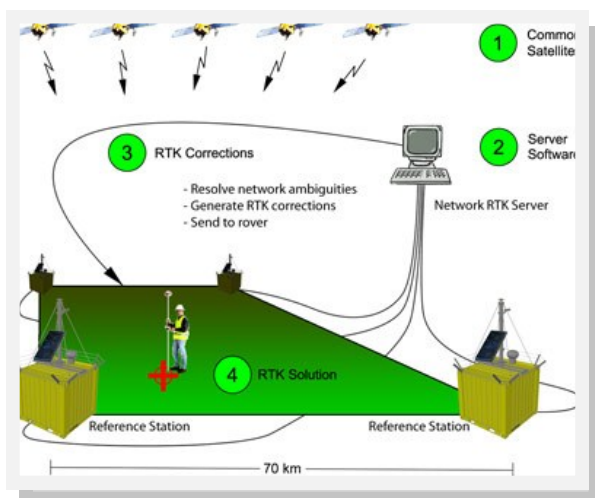 1
Common
Satellite
2
Server
Software
3
RTK Corrections
- Resolve network ambiguities
- Generate RTK corrections
- Send to rover
Network RTK Server
4
RTK Solution
Reference Station
Reference Station
70 km